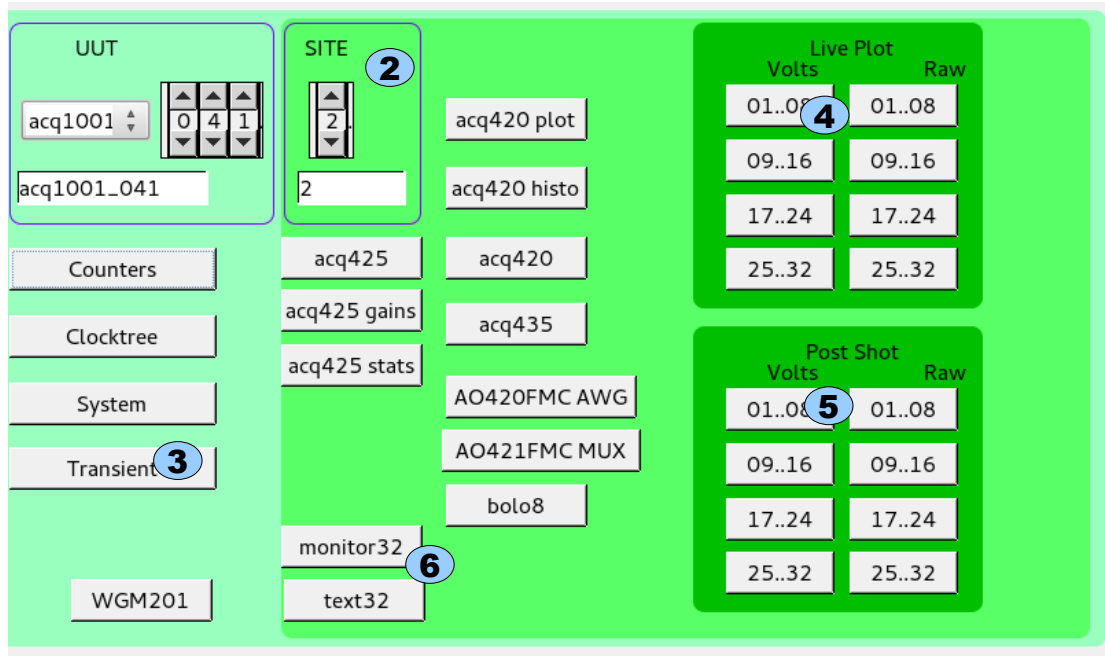 UUT
acq1001
0 4 1
acq1001_041
Counters
Clocktree
System
Transient
3
WGM201
SITE
2
2
2
acq425
acq425 gains
acq425 stats
monitor32
6
text32
acq420 plot
acq420 histo
acq420
acq435
AO420FMC AWG
AO421FMC MUX
bolo8
Live Plot
Volts Raw
01..08 4 01..08
09..16 09..16
17..24 17..24
25..32 25..32
Post Shot
Volts Raw
01..08 5 01..08
09..16 09..16
17..24 17..24
25..32 25..32